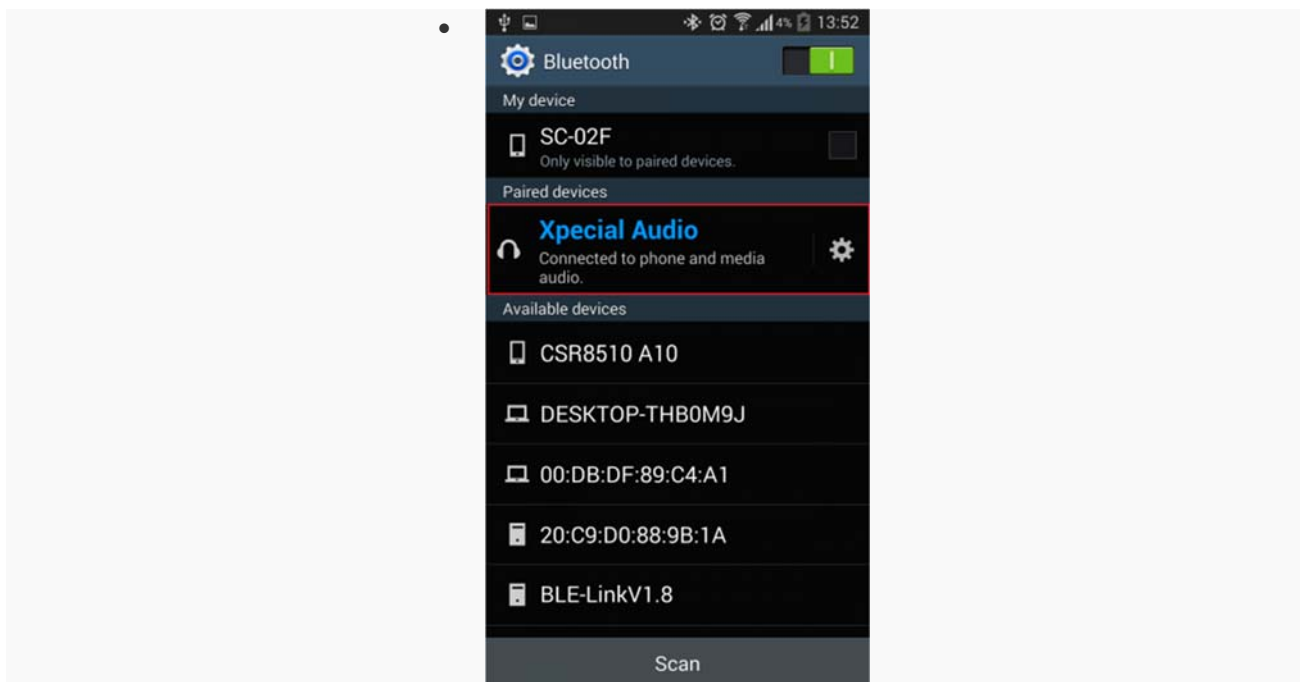 4% 13:52
Bluetooth
My device
SC-02F
Only visible to paired devices.
Paired devices
Xpecial Audio
Connected to phone and media
audio.
Available devices
CSR8510 A10
DESKTOP-THB0M9J
00:DB:DF:89:C4:A1
20:C9:D0:88:9B:1A
BLE-LinkV1.8
Scan